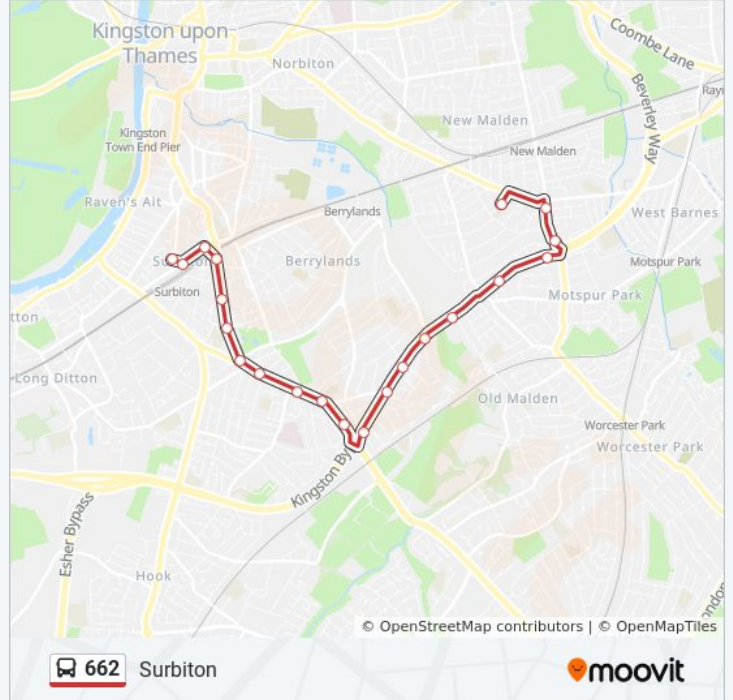 Coombe Lane
Kingston upon
Thames
Norbiton
Beverley Way
New Malden
Kingston
Town End Pier
New Malden
Raven's Ait
Berrylands
West Barnes
Berrylands
Motspur Park
Surbiton
Motspur Park
Long Ditton
Old Malden
Worcester Park
Worcester Park
Kingston By
Esher Bypass
Hook
© OpenStreetMap contributors | © OpenMapTiles
662 Surbiton
moovit